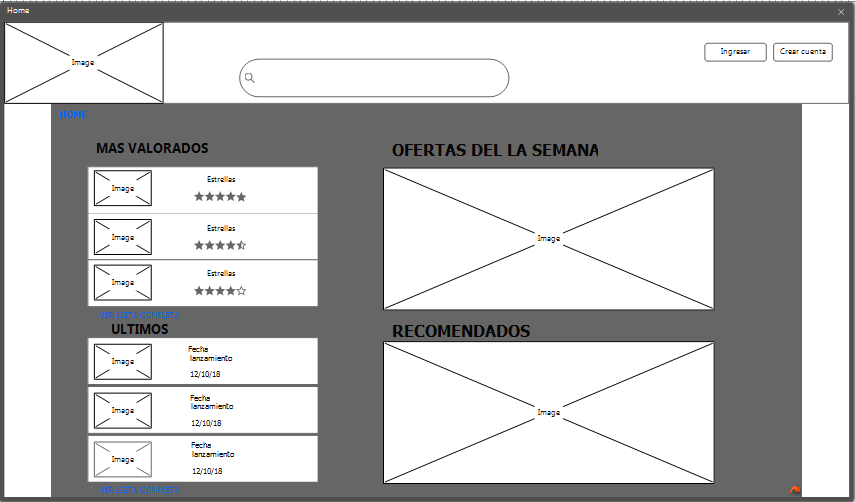 Home
Image
Ingresar
Crear cuenta
HOME
MAS VALORADOS
Image
Estrellas
Image
Estrellas
Image
Estrellas
VER LISTA COMPLETA
ULTIMOS
Image
Fecha
lanzamiento
12/10/18
Image
Fecha
lanzamiento
12/10/18
Image
Fecha
lanzamiento
12/10/18
VER LISTA COMPLETA
OFERTAS DEL LA SEMANA
Image
RECOMENDADOS
Image